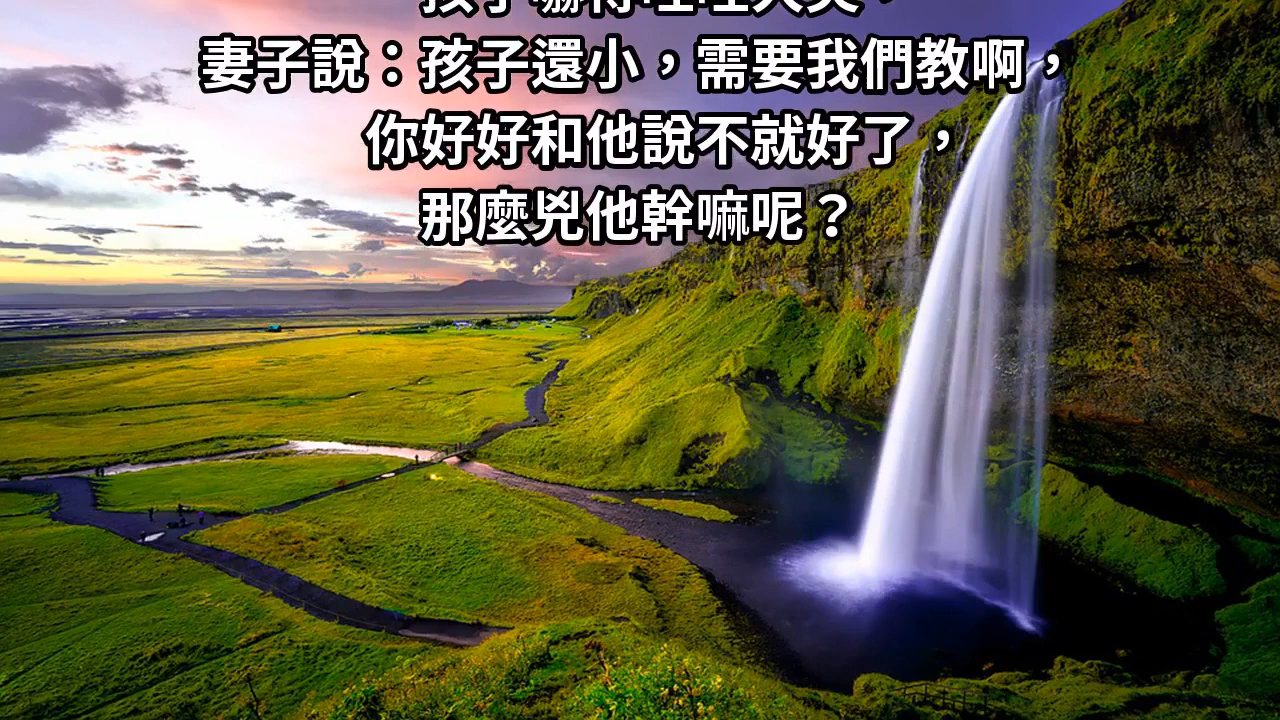 妻子說：孩子還小，需要我們教啊，
你好好和他說不就好了，
那麼兇他幹嘛呢？